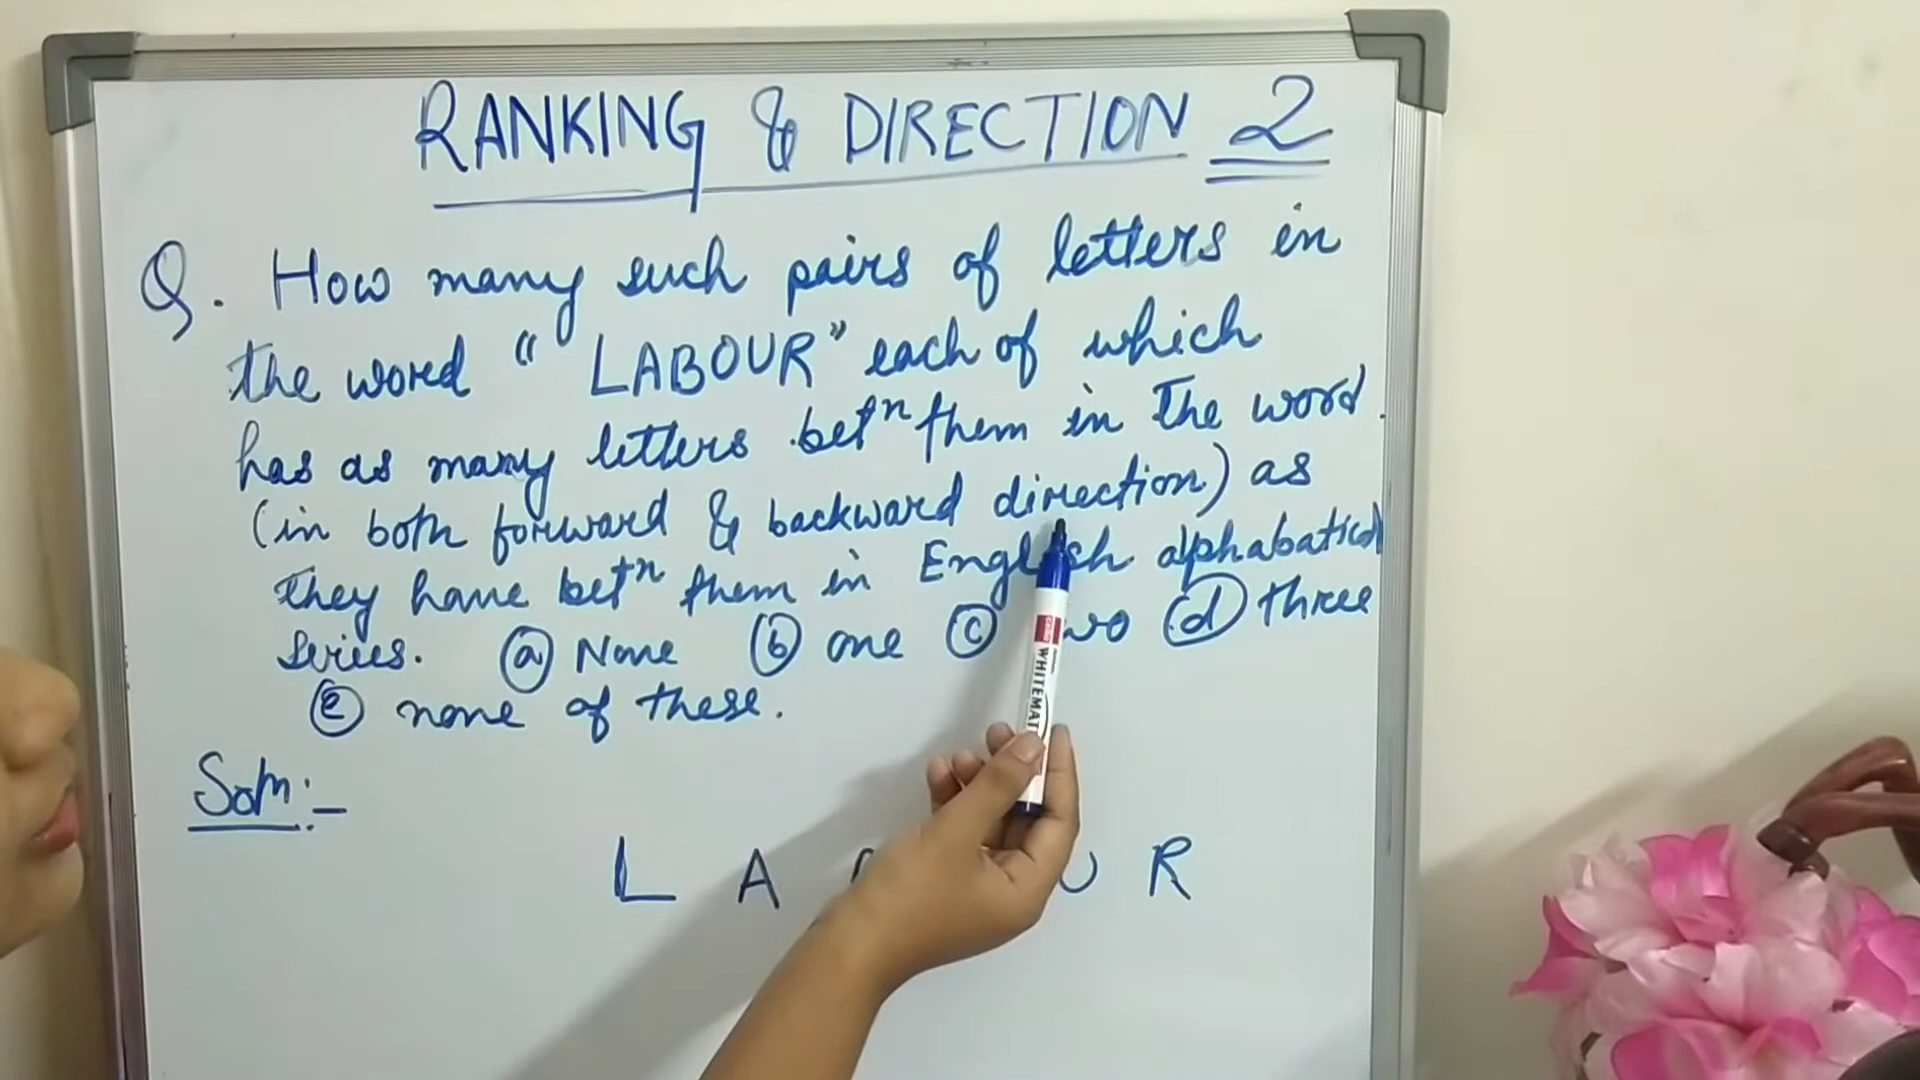 RANKING & DIRECTION 2
Q. How many such pairs of letters in
the word "LABOUR" each of which
has as many letters betⁿ them in the word
(in both forward & backward direction) as
they have betⁿ them in English alphabatical
series. (a) None (b) one (c) two (d) three
(e) none of these.
Solⁿ:-
L A U R
WHITEMAT